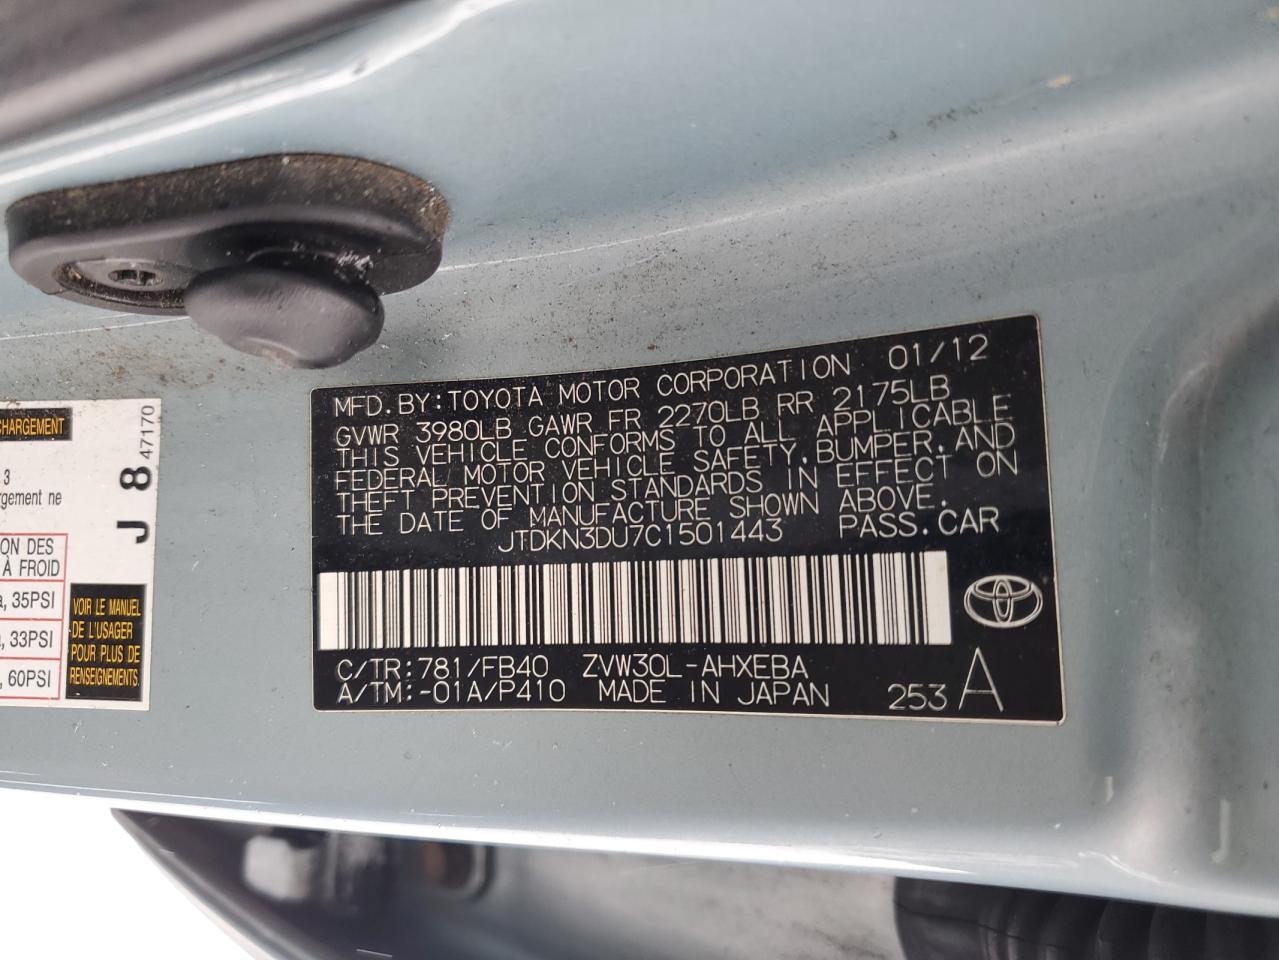 MFD. BY: TOYOTA MOTOR CORPORATION 01/12
GVWR 3980LB GAWR FR 2270LB RR 2175LB
THIS VEHICLE CONFORMS TO ALL APPLICABLE
FEDERAL MOTOR VEHICLE SAFETY, BUMPER, AND
THEFT PREVENTION STANDARDS IN EFFECT ON
THE DATE OF MANUFACTURE SHOWN ABOVE.
JTDKN3DU7C1501443 PASS. CAR
C/TR: 781/FB40 ZVW30L-AHXEBA
A/TM: -01A/P410 MADE IN JAPAN 253 A
CHARGEMENT
3
rgement ne
J 8 47170
ON DES
À FROID
, 35PSI
, 33PSI
, 60PSI
VOIR LE MANUEL
DE L'USAGER
POUR PLUS DE
RENSEIGNEMENTS.